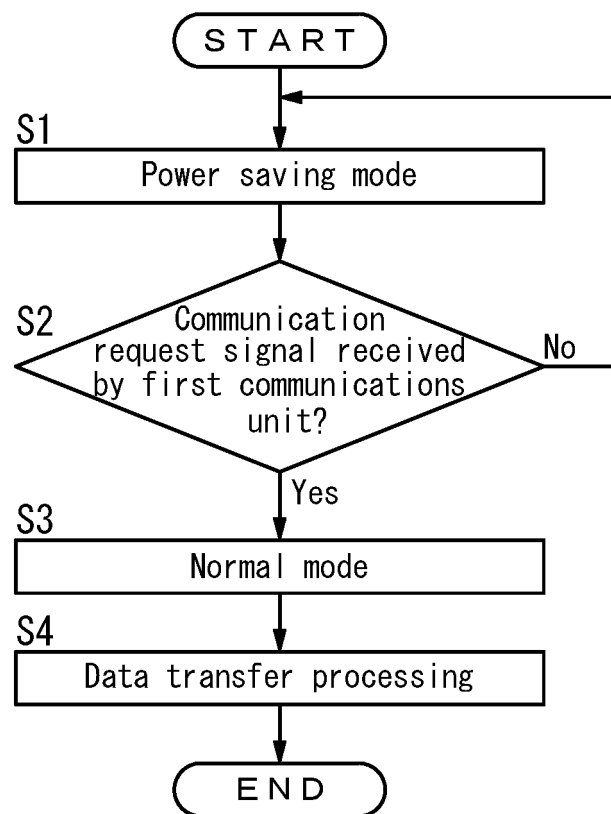 START
S1
Power saving mode
S2
Communication
request signal received
by first communications
unit?
No
Yes
S3
Normal mode
S4
Data transfer processing
END